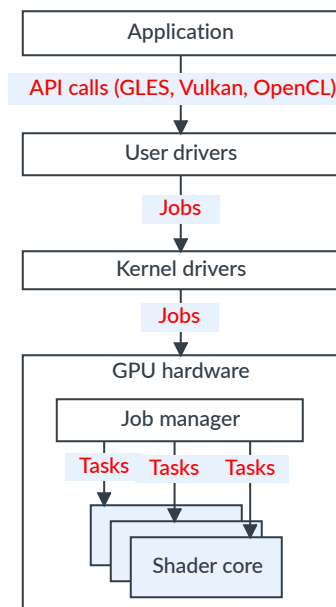 Application
API calls (GLES, Vulkan, OpenCL)
User drivers
Jobs
Kernel drivers
Jobs
GPU hardware
Job manager
Tasks Tasks Tasks
Shader core